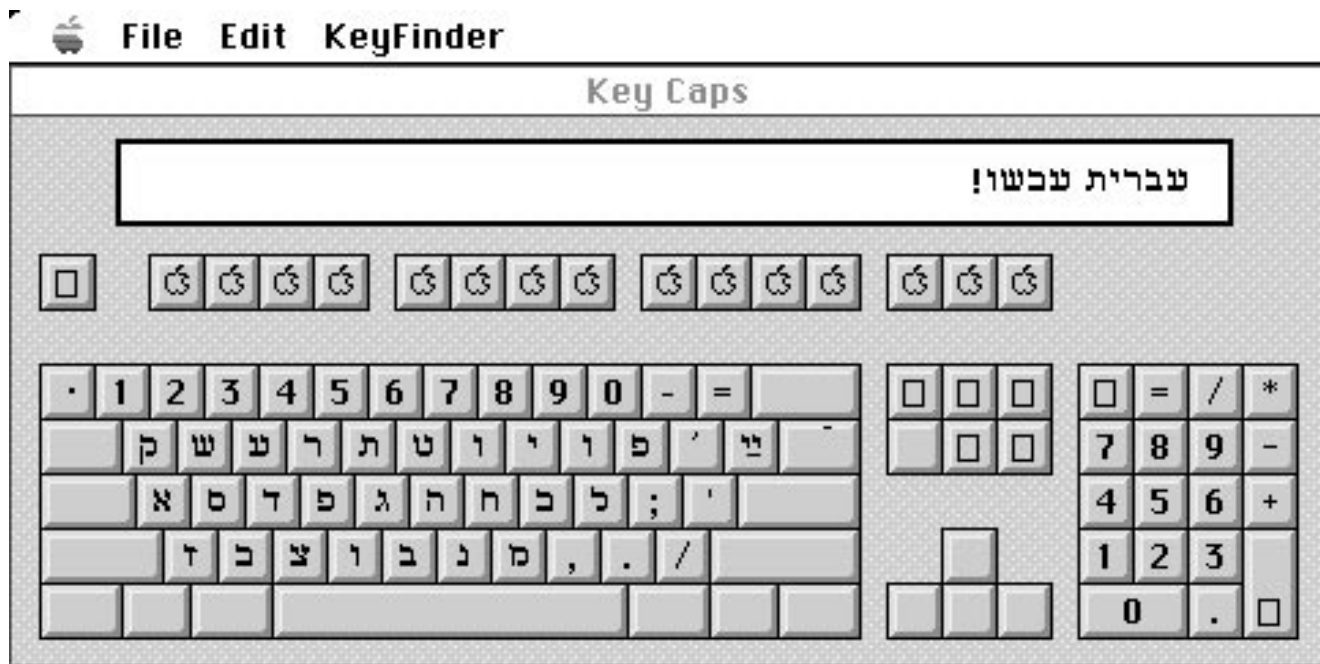 File Edit KeyFinder
Key Caps
עברית עכשו!
· 1 2 3 4 5 6 7 8 9 0 - = = / *
ק ש ע ר ת ט ו י ו פ ׳ ײַ ־ 7 8 9 -
א ס ד פ ג ה ח כ ל ; ' 4 5 6 +
ז כ צ ו ב נ מ , . / 1 2 3
0 .